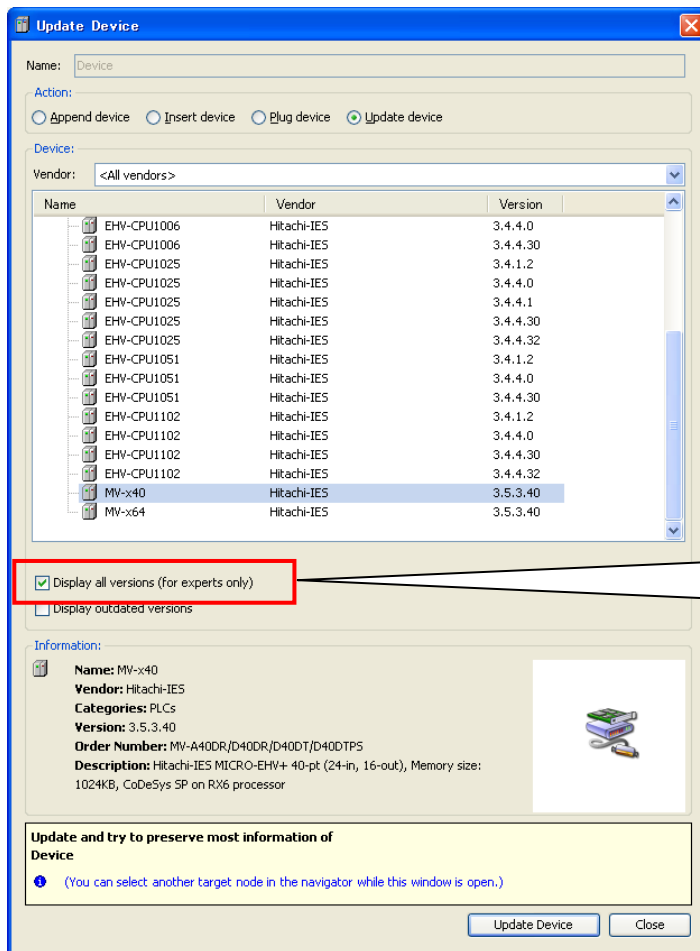 Update Device
Name: Device
Action:
Append device Insert device Plug device Update device
Device:
Vendor: <All vendors>
Name Vendor Version
EHV-CPU1006 Hitachi-IES 3.4.4.0
EHV-CPU1006 Hitachi-IES 3.4.4.30
EHV-CPU1025 Hitachi-IES 3.4.1.2
EHV-CPU1025 Hitachi-IES 3.4.4.0
EHV-CPU1025 Hitachi-IES 3.4.4.1
EHV-CPU1025 Hitachi-IES 3.4.4.30
EHV-CPU1025 Hitachi-IES 3.4.4.32
EHV-CPU1051 Hitachi-IES 3.4.1.2
EHV-CPU1051 Hitachi-IES 3.4.4.0
EHV-CPU1051 Hitachi-IES 3.4.4.30
EHV-CPU1102 Hitachi-IES 3.4.1.2
EHV-CPU1102 Hitachi-IES 3.4.4.0
EHV-CPU1102 Hitachi-IES 3.4.4.30
EHV-CPU1102 Hitachi-IES 3.4.4.32
MV-x40 Hitachi-IES 3.5.3.40
MV-x64 Hitachi-IES 3.5.3.40
Display all versions (for experts only)
Display outdated versions
Information:
Name: MV-x40
Vendor: Hitachi-IES
Categories: PLCs
Version: 3.5.3.40
Order Number: MV-A40DR/D40DR/D40DT/D40DTPS
Description: Hitachi-IES MICRO-EHV+ 40-pt (24-in, 16-out), Memory size:
1024KB, CoDeSys SP on RX6 processor
Update and try to preserve most information of
Device
(You can select another target node in the navigator while this window is open.)
Update Device Close